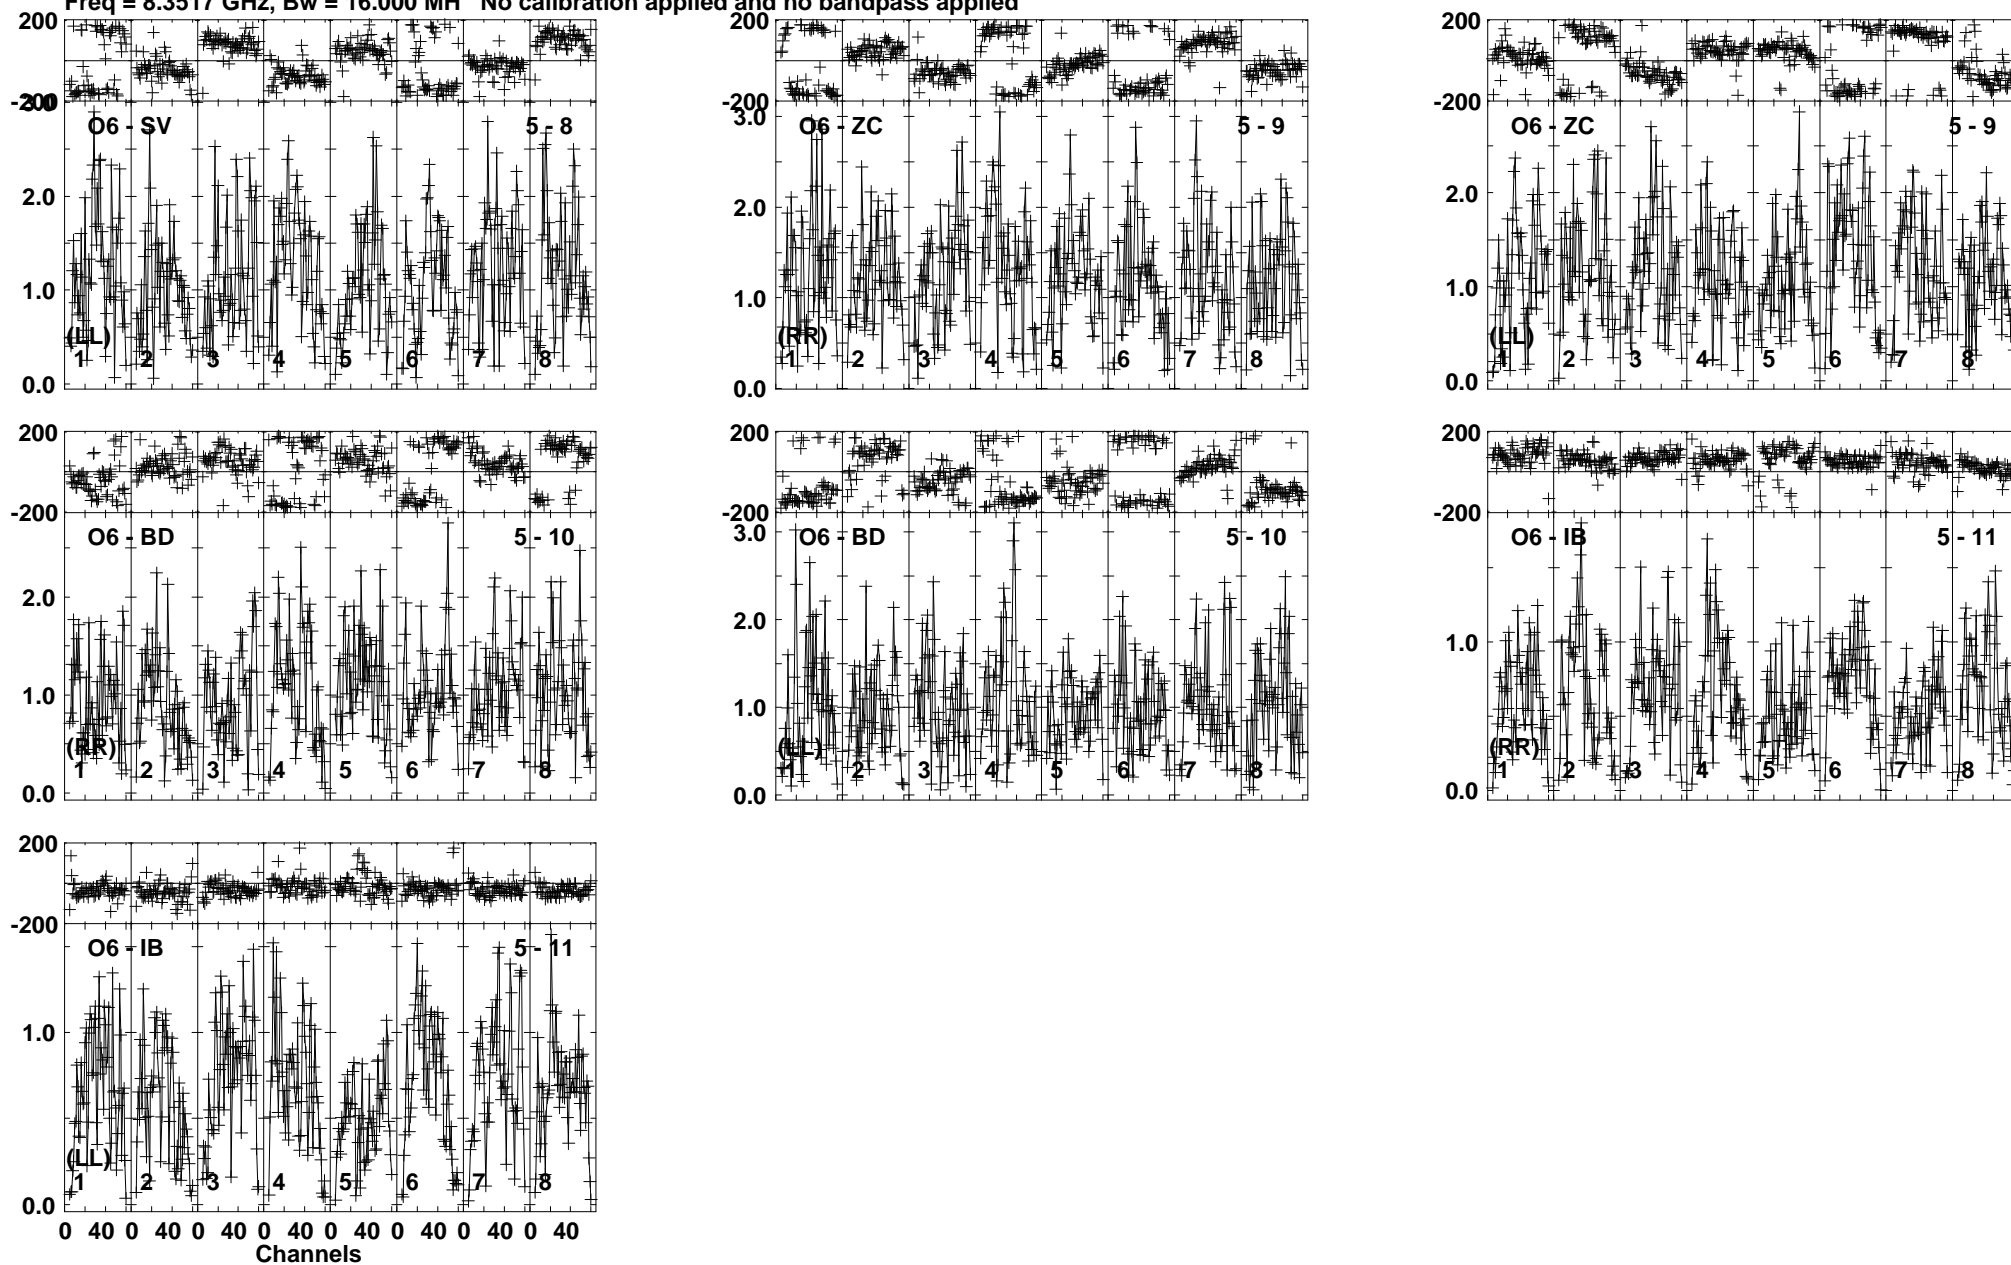 Freq = 8.3517 GHz, Bw = 16.000 MH No calibration applied and no bandpass applied
200 200 200
-200 -200 -200
3.0 3.0
O6 - SV 5 - 8 O6 - ZC 5 - 9 O6 - ZC 5 - 9
2.0 2.0 2.0
1.0 1.0 1.0
(LL) (RR) (LL)
1 2 3 4 5 6 7 8 1 2 3 4 5 6 7 8 1 2 3 4 5 6 7 8
0.0 0.0 0.0
200 200 200
-200 -200 -200
O6 - BD 5 - 10 3.0 O6 - BD 5 - 10 O6 - IB 5 - 11
2.0 2.0
1.0 1.0 1.0
(RR) (LL) (RR)
1 2 3 4 5 6 7 8 1 2 3 4 5 6 7 8 1 2 3 4 5 6 7 8
0.0 0.0 0.0
200
-200
O6 - IB 5 - 11
1.0
(LL)
1 2 3 4 5 6 7 8
0.0
0 40 0 40 0 40 0 40 0 40 0 40 0 40 0 40
Channels